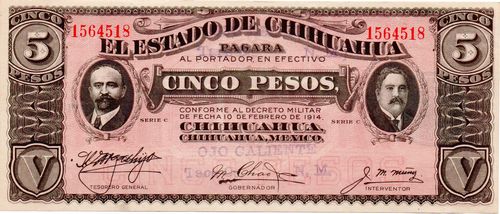 CINCO
CINCO
1564518
1564518
EL ESTADO DE CHIHUAHUA
5
5
PAGARA
AL PORTADOR, EN EFECTIVO
PESOS
PESOS
CINCO PESOS,
CONFORME AL DECRETO MILITAR
SERIE C
DE FECHA 10 DE FEBRERO DE 1914.
SERIE C
CHIHUAHUA,
CHIHUAHUA, MEXICO.
OJO CALIENTE
N. M.
V
V
TESORERO GENERAL
GOBERNADOR
INTERVENTOR